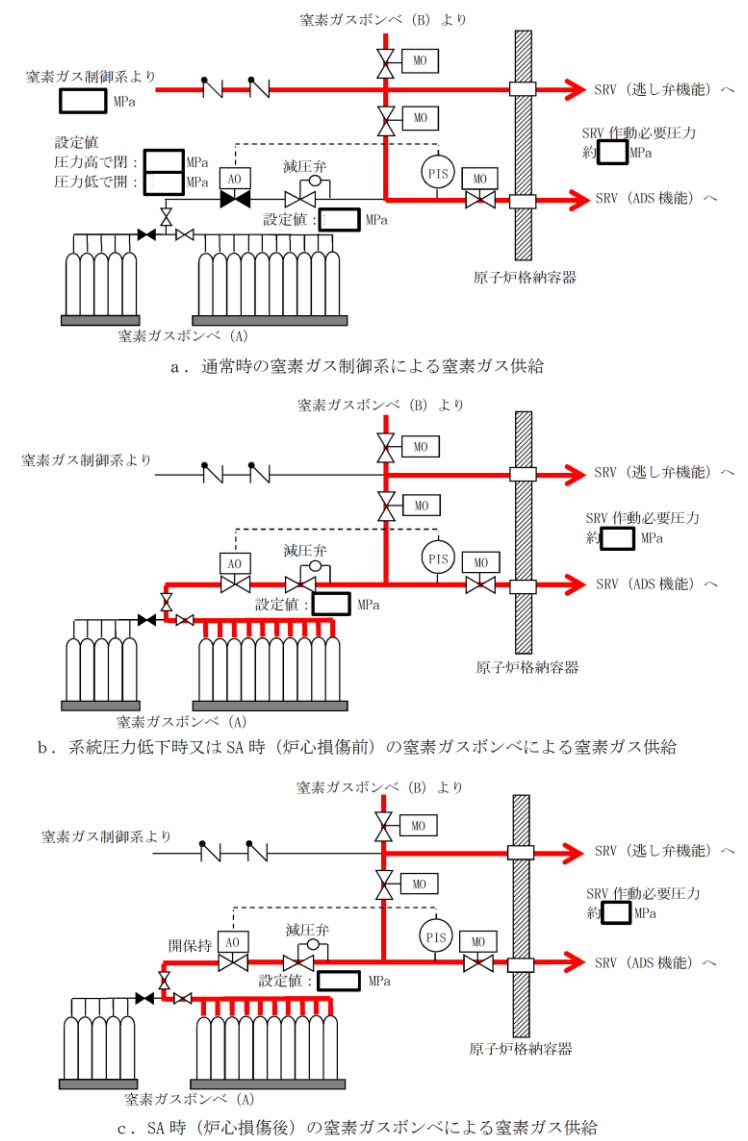 窒素ガスボンベ (B) より
MO
窒素ガス制御系より
MPa
SRV (逃し弁機能) へ
MO
設定値
圧力高で閉： MPa
圧力低で開： MPa
SRV 作動必要圧力
約 MPa
減圧弁
AO
PIS
MO
設定値： MPa
SRV (ADS 機能) へ
原子炉格納容器
窒素ガスボンベ (A)
a. 通常時の窒素ガス制御系による窒素ガス供給
窒素ガスボンベ (B) より
MO
窒素ガス制御系より
SRV (逃し弁機能) へ
MO
SRV 作動必要圧力
約 MPa
減圧弁
AO
PIS
MO
設定値： MPa
SRV (ADS 機能) へ
原子炉格納容器
窒素ガスボンベ (A)
b. 系統圧力低下時又は SA 時（炉心損傷前）の窒素ガスボンベによる窒素ガス供給
窒素ガスボンベ (B) より
MO
窒素ガス制御系より
SRV (逃し弁機能) へ
MO
SRV 作動必要圧力
約 MPa
減圧弁
開保持
AO
PIS
MO
設定値： MPa
SRV (ADS 機能) へ
原子炉格納容器
窒素ガスボンベ (A)
c. SA 時（炉心損傷後）の窒素ガスボンベによる窒素ガス供給